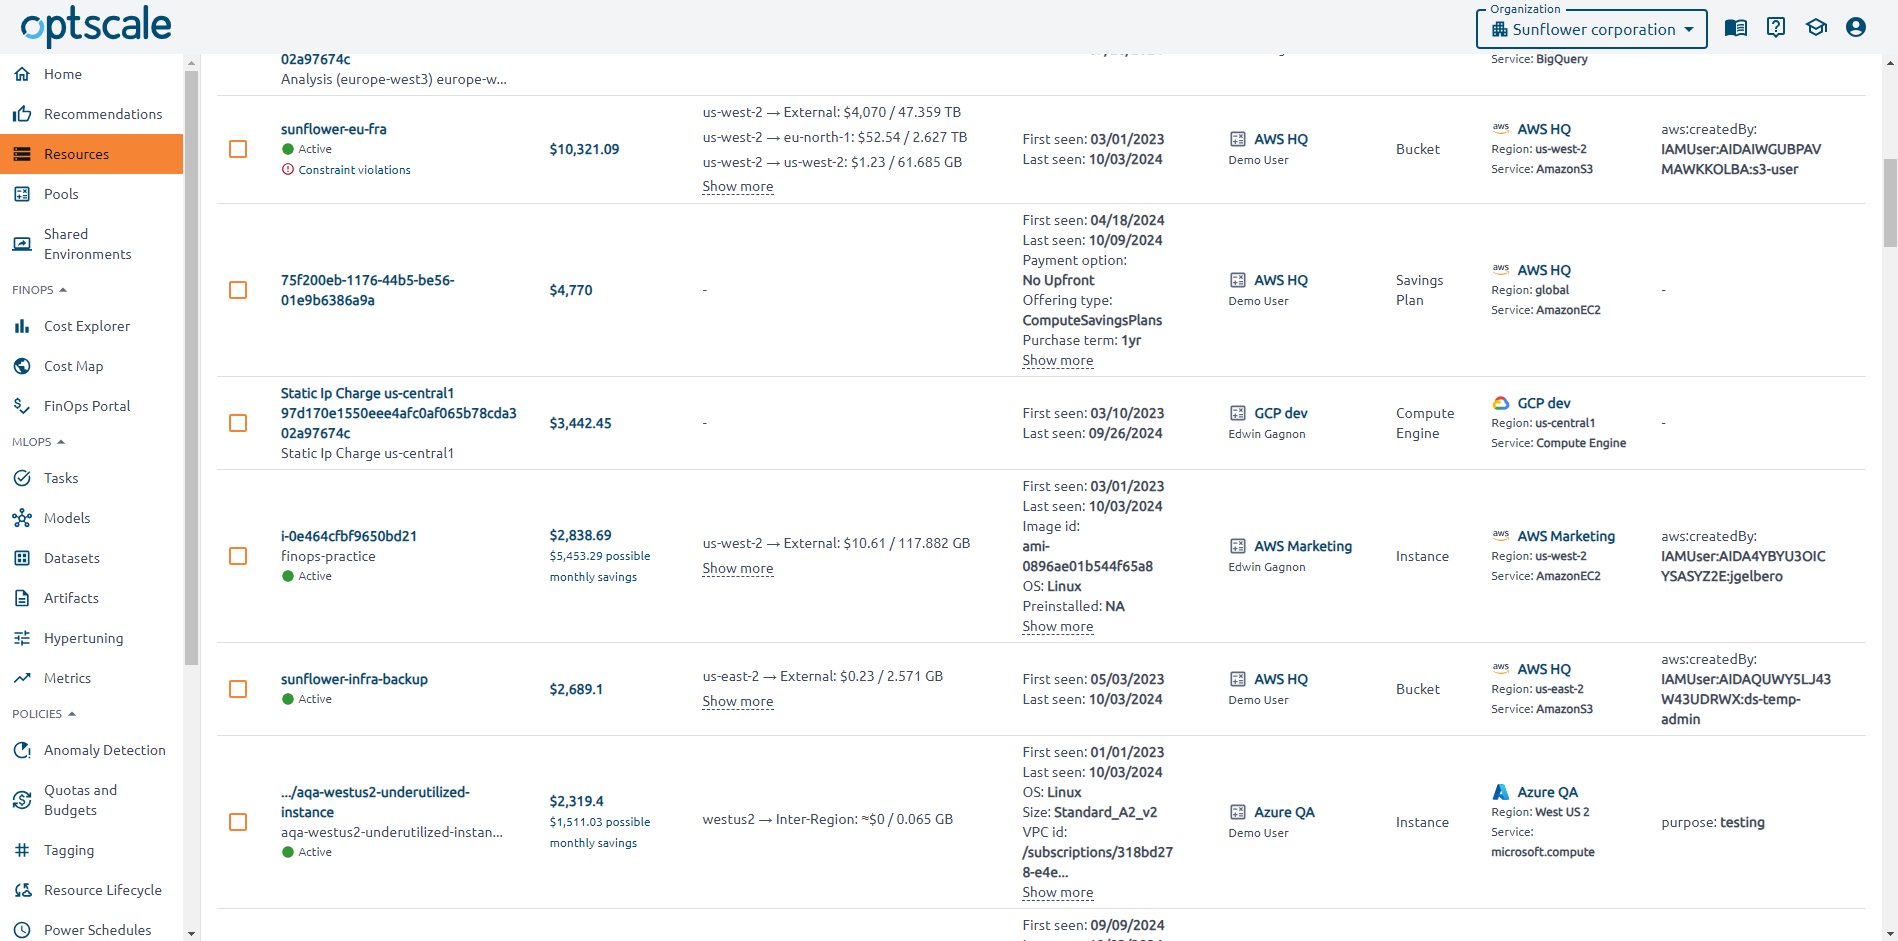 optscale
Organization
Sunflower corporation
Home
Recommendations
Resources
Pools
Shared
Environments
FINOPS
Cost Explorer
Cost Map
FinOps Portal
MLOPS
Tasks
Models
Datasets
Artifacts
Hypertuning
Metrics
POLICIES
Anomaly Detection
Quotas and
Budgets
Tagging
Resource Lifecycle
Power Schedules
02a97674c
Analysis (europe-west3) europe-w...
Service: BigQuery
sunflower-eu-fra
Active
Constraint violations
$10,321.09
us-west-2 → External: $4,070 / 47.359 TB
us-west-2 → eu-north-1: $52.54 / 2.627 TB
us-west-2 → us-west-2: $1.23 / 61.685 GB
Show more
First seen: 03/01/2023
Last seen: 10/03/2024
AWS HQ
Demo User
Bucket
aws AWS HQ
Region: us-west-2
Service: AmazonS3
aws:createdBy:
IAMUser:AIDAIWGUBPAV
MAWKKOLBA:s3-user
75f200eb-1176-44b5-be56-
01e9b6386a9a
$4,770
-
First seen: 04/18/2024
Last seen: 10/09/2024
Payment option:
No Upfront
Offering type:
ComputeSavingsPlans
Purchase term: 1yr
Show more
AWS HQ
Demo User
Savings
Plan
aws AWS HQ
Region: global
Service: AmazonEC2
-
Static Ip Charge us-central1
97d170e1550eee4afc0af065b78cda3
02a97674c
Static Ip Charge us-central1
$3,442.45
-
First seen: 03/10/2023
Last seen: 09/26/2024
GCP dev
Edwin Gagnon
Compute
Engine
GCP dev
Region: us-central1
Service: Compute Engine
-
i-0e464cfbf9650bd21
finops-practice
Active
$2,838.69
$5,453.29 possible
monthly savings
us-west-2 → External: $10.61 / 117.882 GB
Show more
First seen: 03/01/2023
Last seen: 10/03/2024
Image id:
ami-
0896ae01b544f65a8
OS: Linux
Preinstalled: NA
Show more
AWS Marketing
Edwin Gagnon
Instance
aws AWS Marketing
Region: us-west-2
Service: AmazonEC2
aws:createdBy:
IAMUser:AIDA4YBYU3OIC
YSASYZ2E:jgelbero
sunflower-infra-backup
Active
$2,689.1
us-east-2 → External: $0.23 / 2.571 GB
Show more
First seen: 05/03/2023
Last seen: 10/03/2024
AWS HQ
Demo User
Bucket
aws AWS HQ
Region: us-east-2
Service: AmazonS3
aws:createdBy:
IAMUser:AIDAQUWY5LJ43
W43UDRWX:ds-temp-
admin
.../aqa-westus2-underutilized-
instance
aqa-westus2-underutilized-instan...
Active
$2,319.4
$1,511.03 possible
monthly savings
westus2 → Inter-Region: ≈$0 / 0.065 GB
First seen: 01/01/2023
Last seen: 10/03/2024
OS: Linux
Size: Standard_A2_v2
VPC id:
/subscriptions/318bd27
8-e4e...
Show more
Azure QA
Demo User
Instance
Azure QA
Region: West US 2
Service:
microsoft.compute
purpose: testing
First seen: 09/09/2024